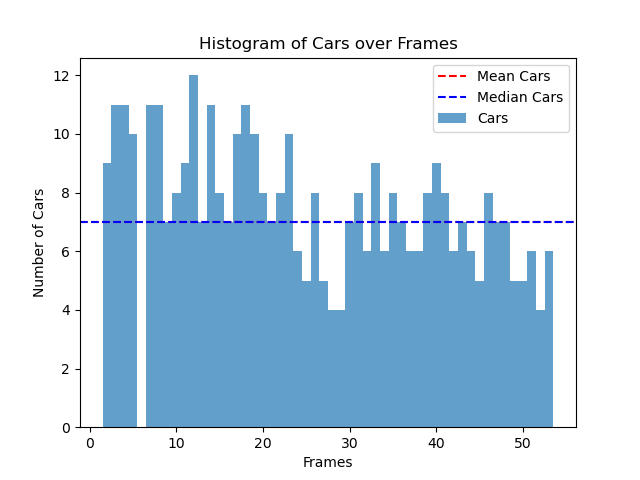 Histogram of Cars over Frames
Mean Cars
Median Cars
Cars
12
10
8
6
4
2
0
Number of Cars
0 10 20 30 40 50
Frames